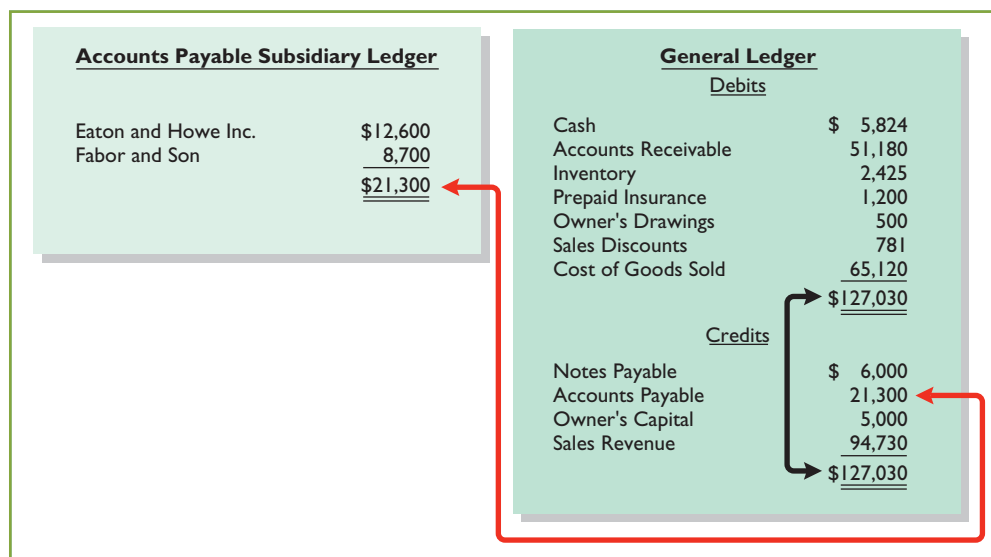 Accounts Payable Subsidiary Ledger
Eaton and Howe Inc. $12,600
Fabor and Son 8,700
$21,300
General Ledger
Debits
Cash $ 5,824
Accounts Receivable 51,180
Inventory 2,425
Prepaid Insurance 1,200
Owner's Drawings 500
Sales Discounts 781
Cost of Goods Sold 65,120
$127,030
Credits
Notes Payable $ 6,000
Accounts Payable 21,300
Owner's Capital 5,000
Sales Revenue 94,730
$127,030